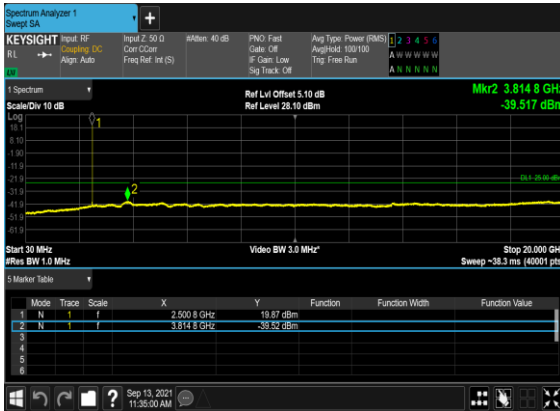 Spectrum Analyzer 1
Swept SA
KEYSIGHT Input: RF Input Z: 50 Ω #Atten: 40 dB PNO: Fast Avg Type: Power (RMS) 1 2 3 4 5 6
RL Coupling: DC Corr CCorr Gate: Off Avg|Hold: 100/100 A W W W W W
Align: Auto Freq Ref: Int (S) IF Gain: Low Trig: Free Run
Sig Track: Off A N N N N N
1 Spectrum Ref Lvl Offset 5.10 dB Mkr2 3.814 8 GHz
Scale/Div 10 dB Ref Level 28.10 dBm -39.517 dBm
Log
18.1
8.10
-1.90
-11.9
-21.9
-31.9
-41.9
-51.9
-61.9
1
2
DL1 -25.00 dBm
Start 30 MHz Video BW 3.0 MHz* Stop 20.000 GHz
#Res BW 1.0 MHz Sweep ~38.3 ms (40001 pts)
5 Marker Table
Mode Trace Scale X Y Function Function Width Function Value
1 N 1 f 2.500 8 GHz 19.87 dBm
2 N 1 f 3.814 8 GHz -39.52 dBm
3
4
5
6
Sep 13, 2021
11:35:00 AM